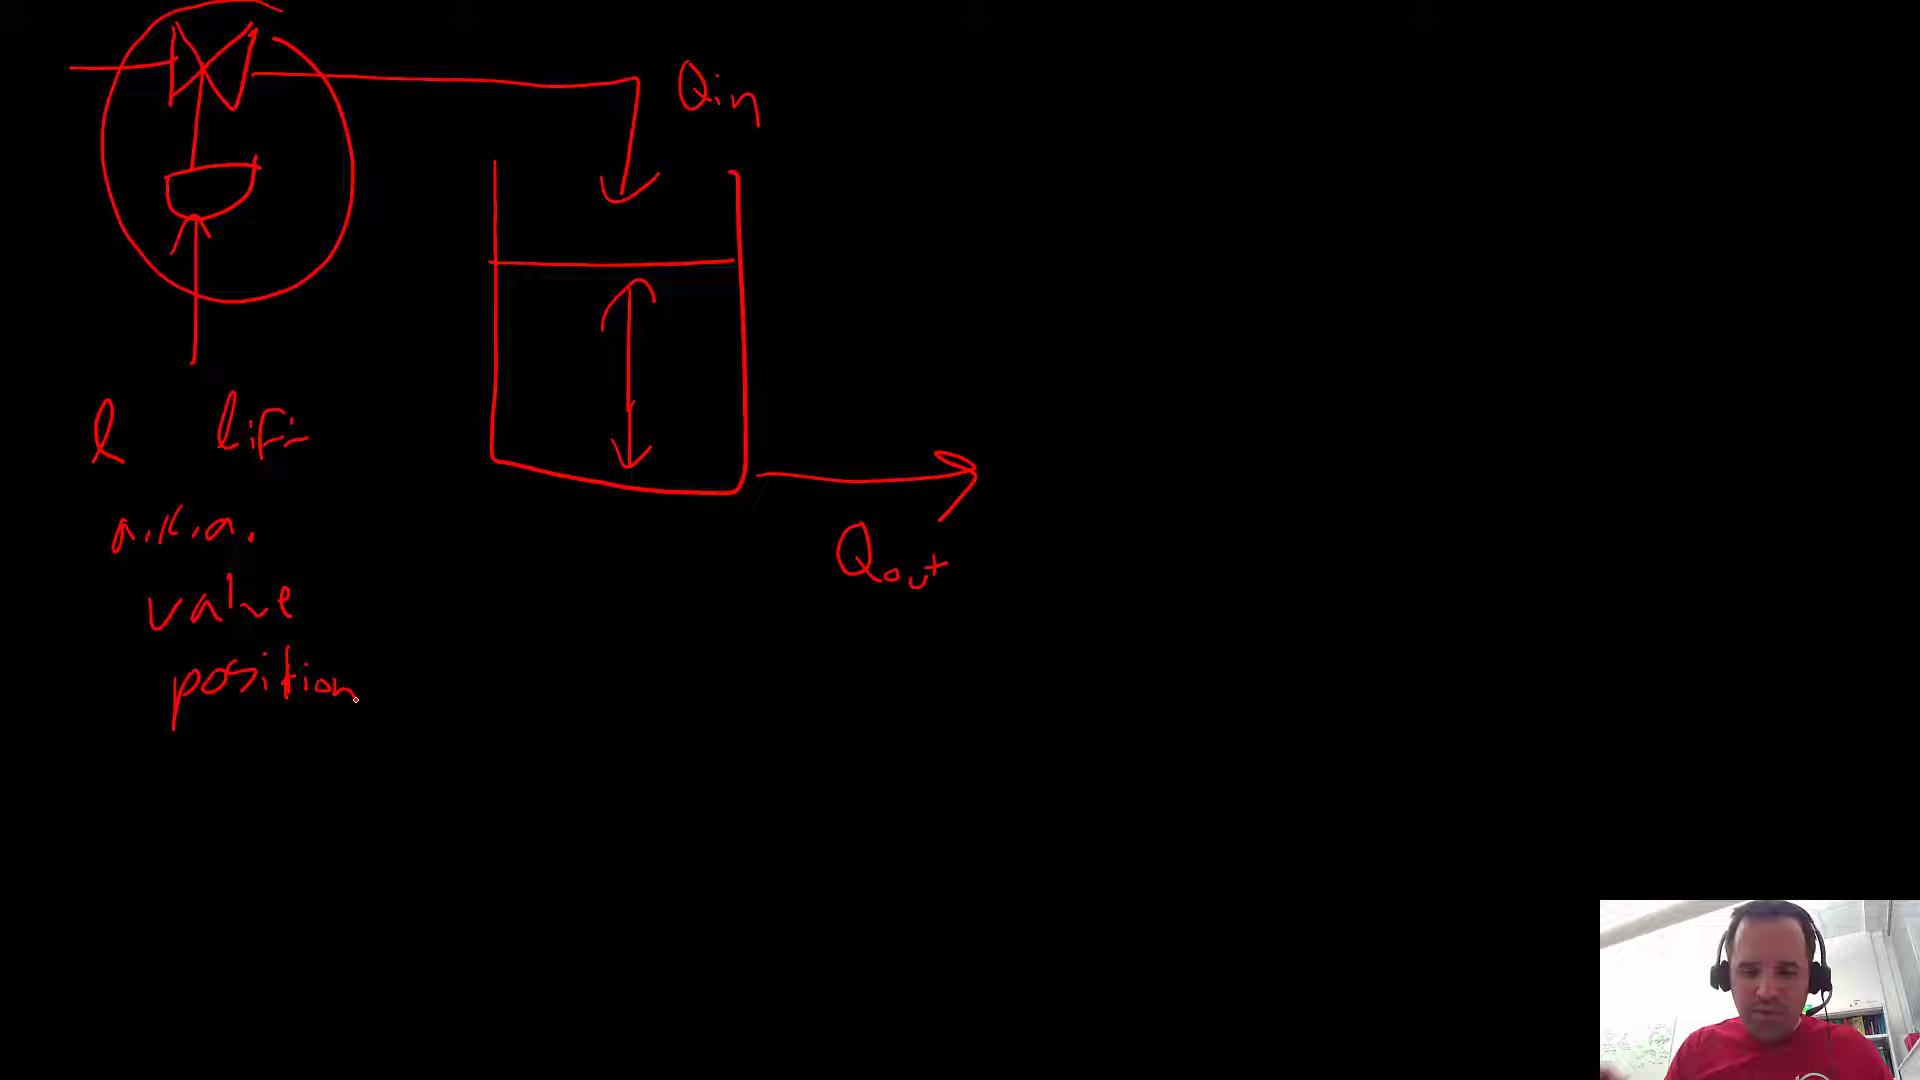 Qin
l lift
a.k.a.
valve
position
Qout